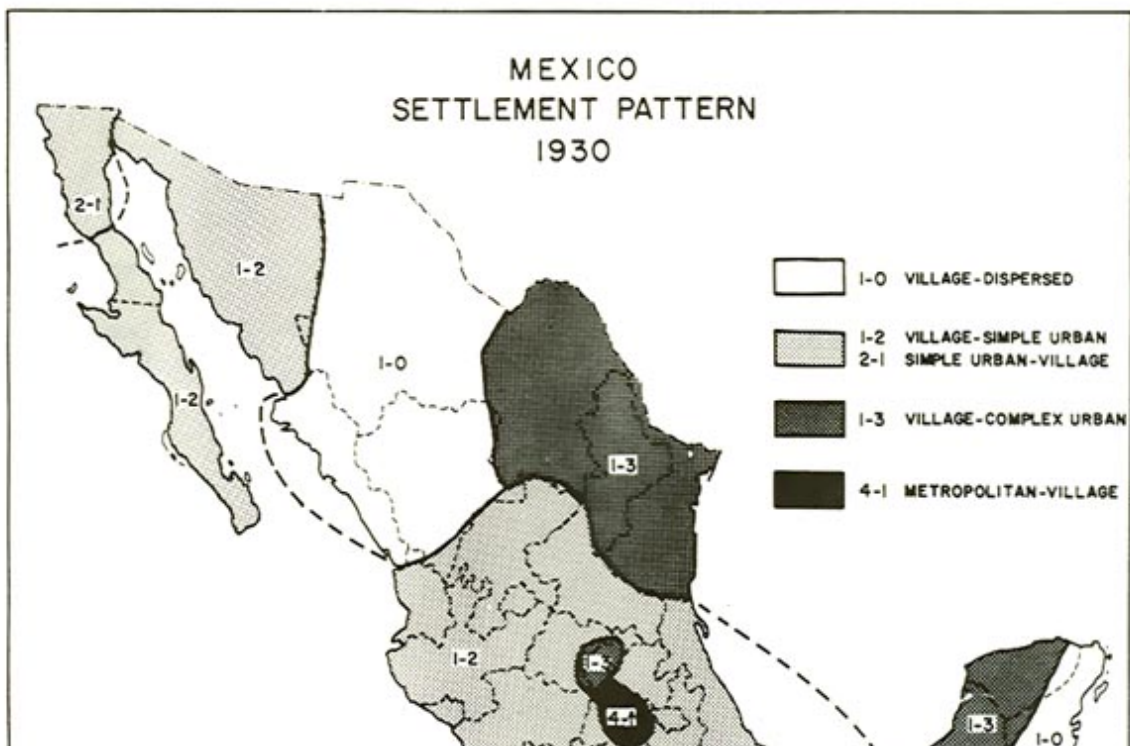 MEXICO
SETTLEMENT PATTERN
1930
2-1
1-2
1-0 VILLAGE-DISPERSED
1-2 VILLAGE-SIMPLE URBAN
2-1 SIMPLE URBAN-VILLAGE
1-0
1-2
1-3 VILLAGE-COMPLEX URBAN
1-3
4-1 METROPOLITAN-VILLAGE
1-2
1-3
4-1
1-3
1-0